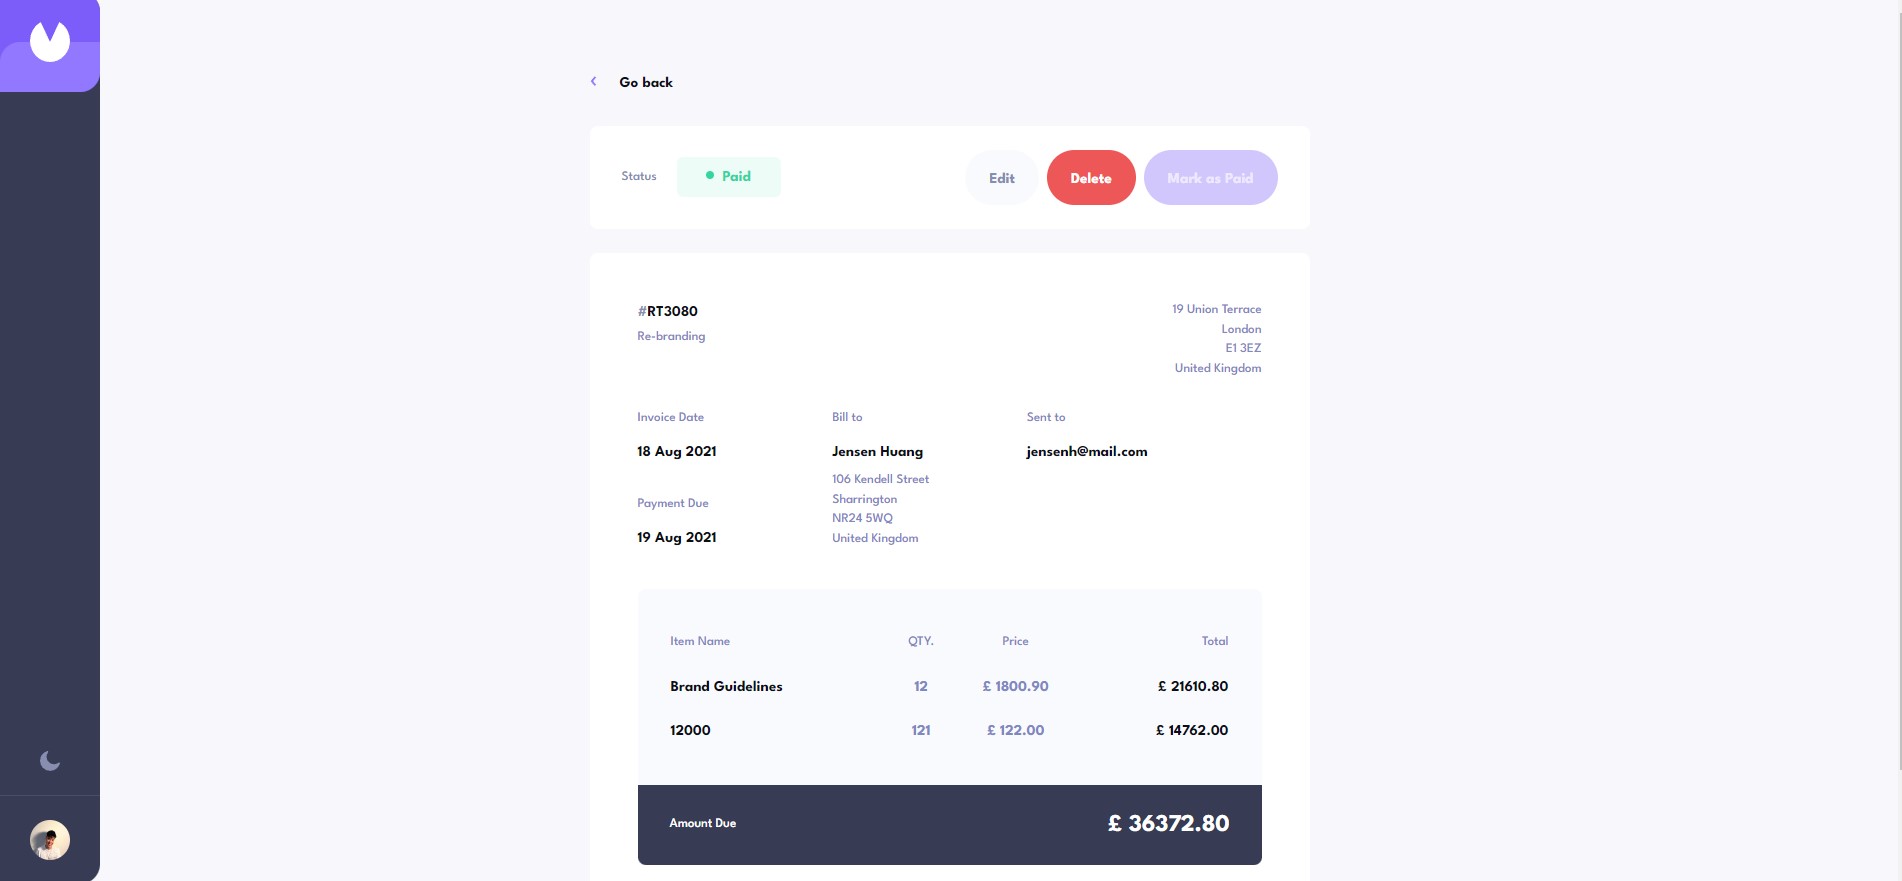 Go back
Status
Paid
Edit
Delete
Mark as Paid
#RT3080
Re-branding
19 Union Terrace
London
E1 3EZ
United Kingdom
Invoice Date
18 Aug 2021
Payment Due
19 Aug 2021
Bill to
Jensen Huang
106 Kendell Street
Sharrington
NR24 5WQ
United Kingdom
Sent to
jensenh@mail.com
Item Name QTY. Price Total
Brand Guidelines 12 £ 1800.90 £ 21610.80
12000 121 £ 122.00 £ 14762.00
Amount Due £ 36372.80